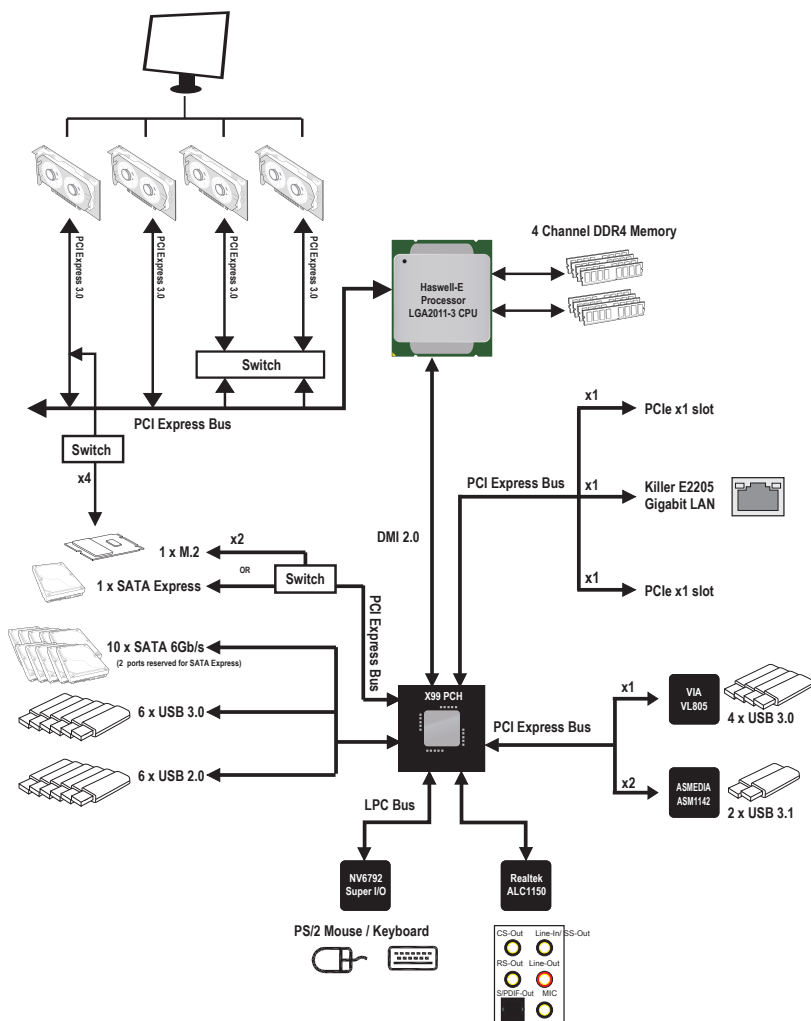 PCI Express 3.0
PCI Express 3.0
PCI Express 3.0
PCI Express 3.0
4 Channel DDR4 Memory
Haswell-E
Processor
LGA2011-3 CPU
Switch
PCI Express Bus
Switch
x4
x1
PCIe x1 slot
PCI Express Bus
x1
Killer E2205
Gigabit LAN
x1
PCIe x1 slot
DMI 2.0
1 x M.2
x2
OR
Switch
1 x SATA Express
PCI Express Bus
10 x SATA 6Gb/s
(2 ports reserved for SATA Express)
6 x USB 3.0
6 x USB 2.0
X99 PCH
PCI Express Bus
x1
VIA
VL805
4 x USB 3.0
x2
ASMEDIA
ASM1142
2 x USB 3.1
LPC Bus
NV6792
Super I/O
Realtek
ALC1150
PS/2 Mouse / Keyboard
CS-Out
Line-In/ SS-Out
RS-Out
Line-Out
S/PDIF-Out
MIC